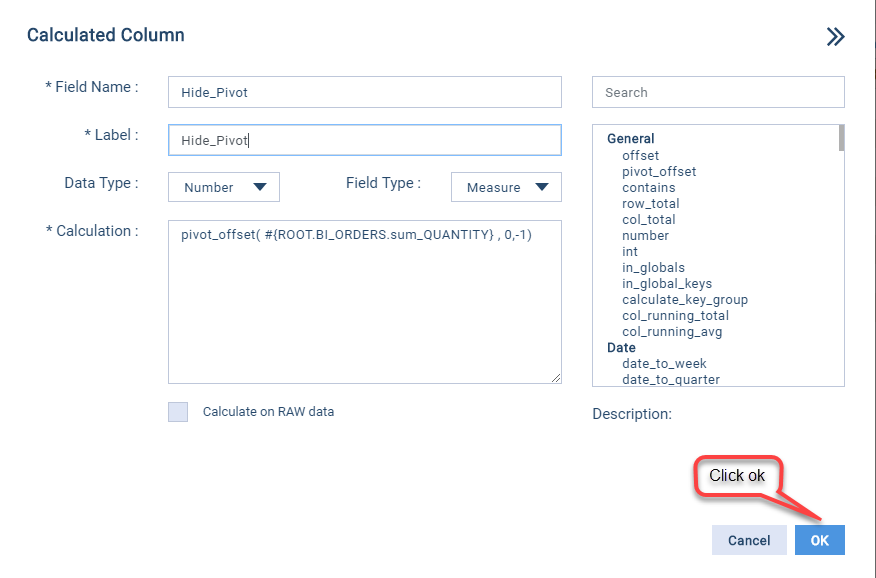 Calculated Column
* Field Name :
Hide_Pivot
Search
* Label :
Hide_Pivot
Data Type :
Number
Field Type :
Measure
* Calculation :
pivot_offset( #{ROOT.BI_ORDERS.sum_QUANTITY} , 0,-1)
General
offset
pivot_offset
contains
row_total
col_total
number
int
in_globals
in_global_keys
calculate_key_group
col_running_total
col_running_avg
Date
date_to_week
date_to_quarter
Calculate on RAW data
Description:
Click ok
Cancel
OK